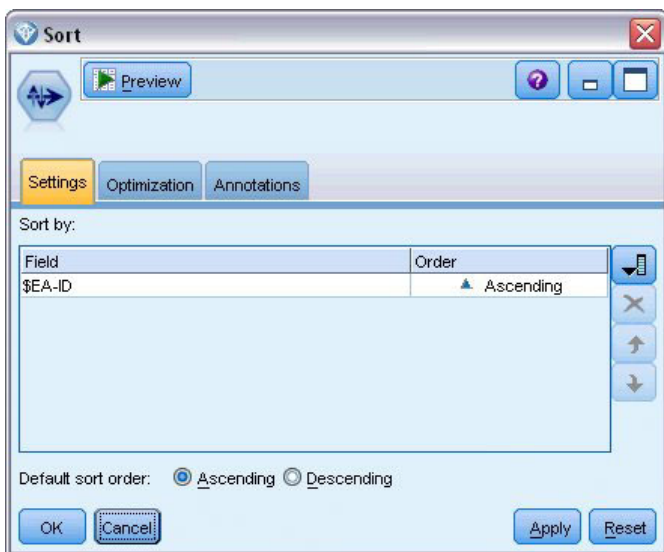 Sort
Preview
Settings Optimization Annotations
Sort by:
Field Order
$EA-ID Ascending
Default sort order: Ascending Descending
OK Cancel Apply Reset